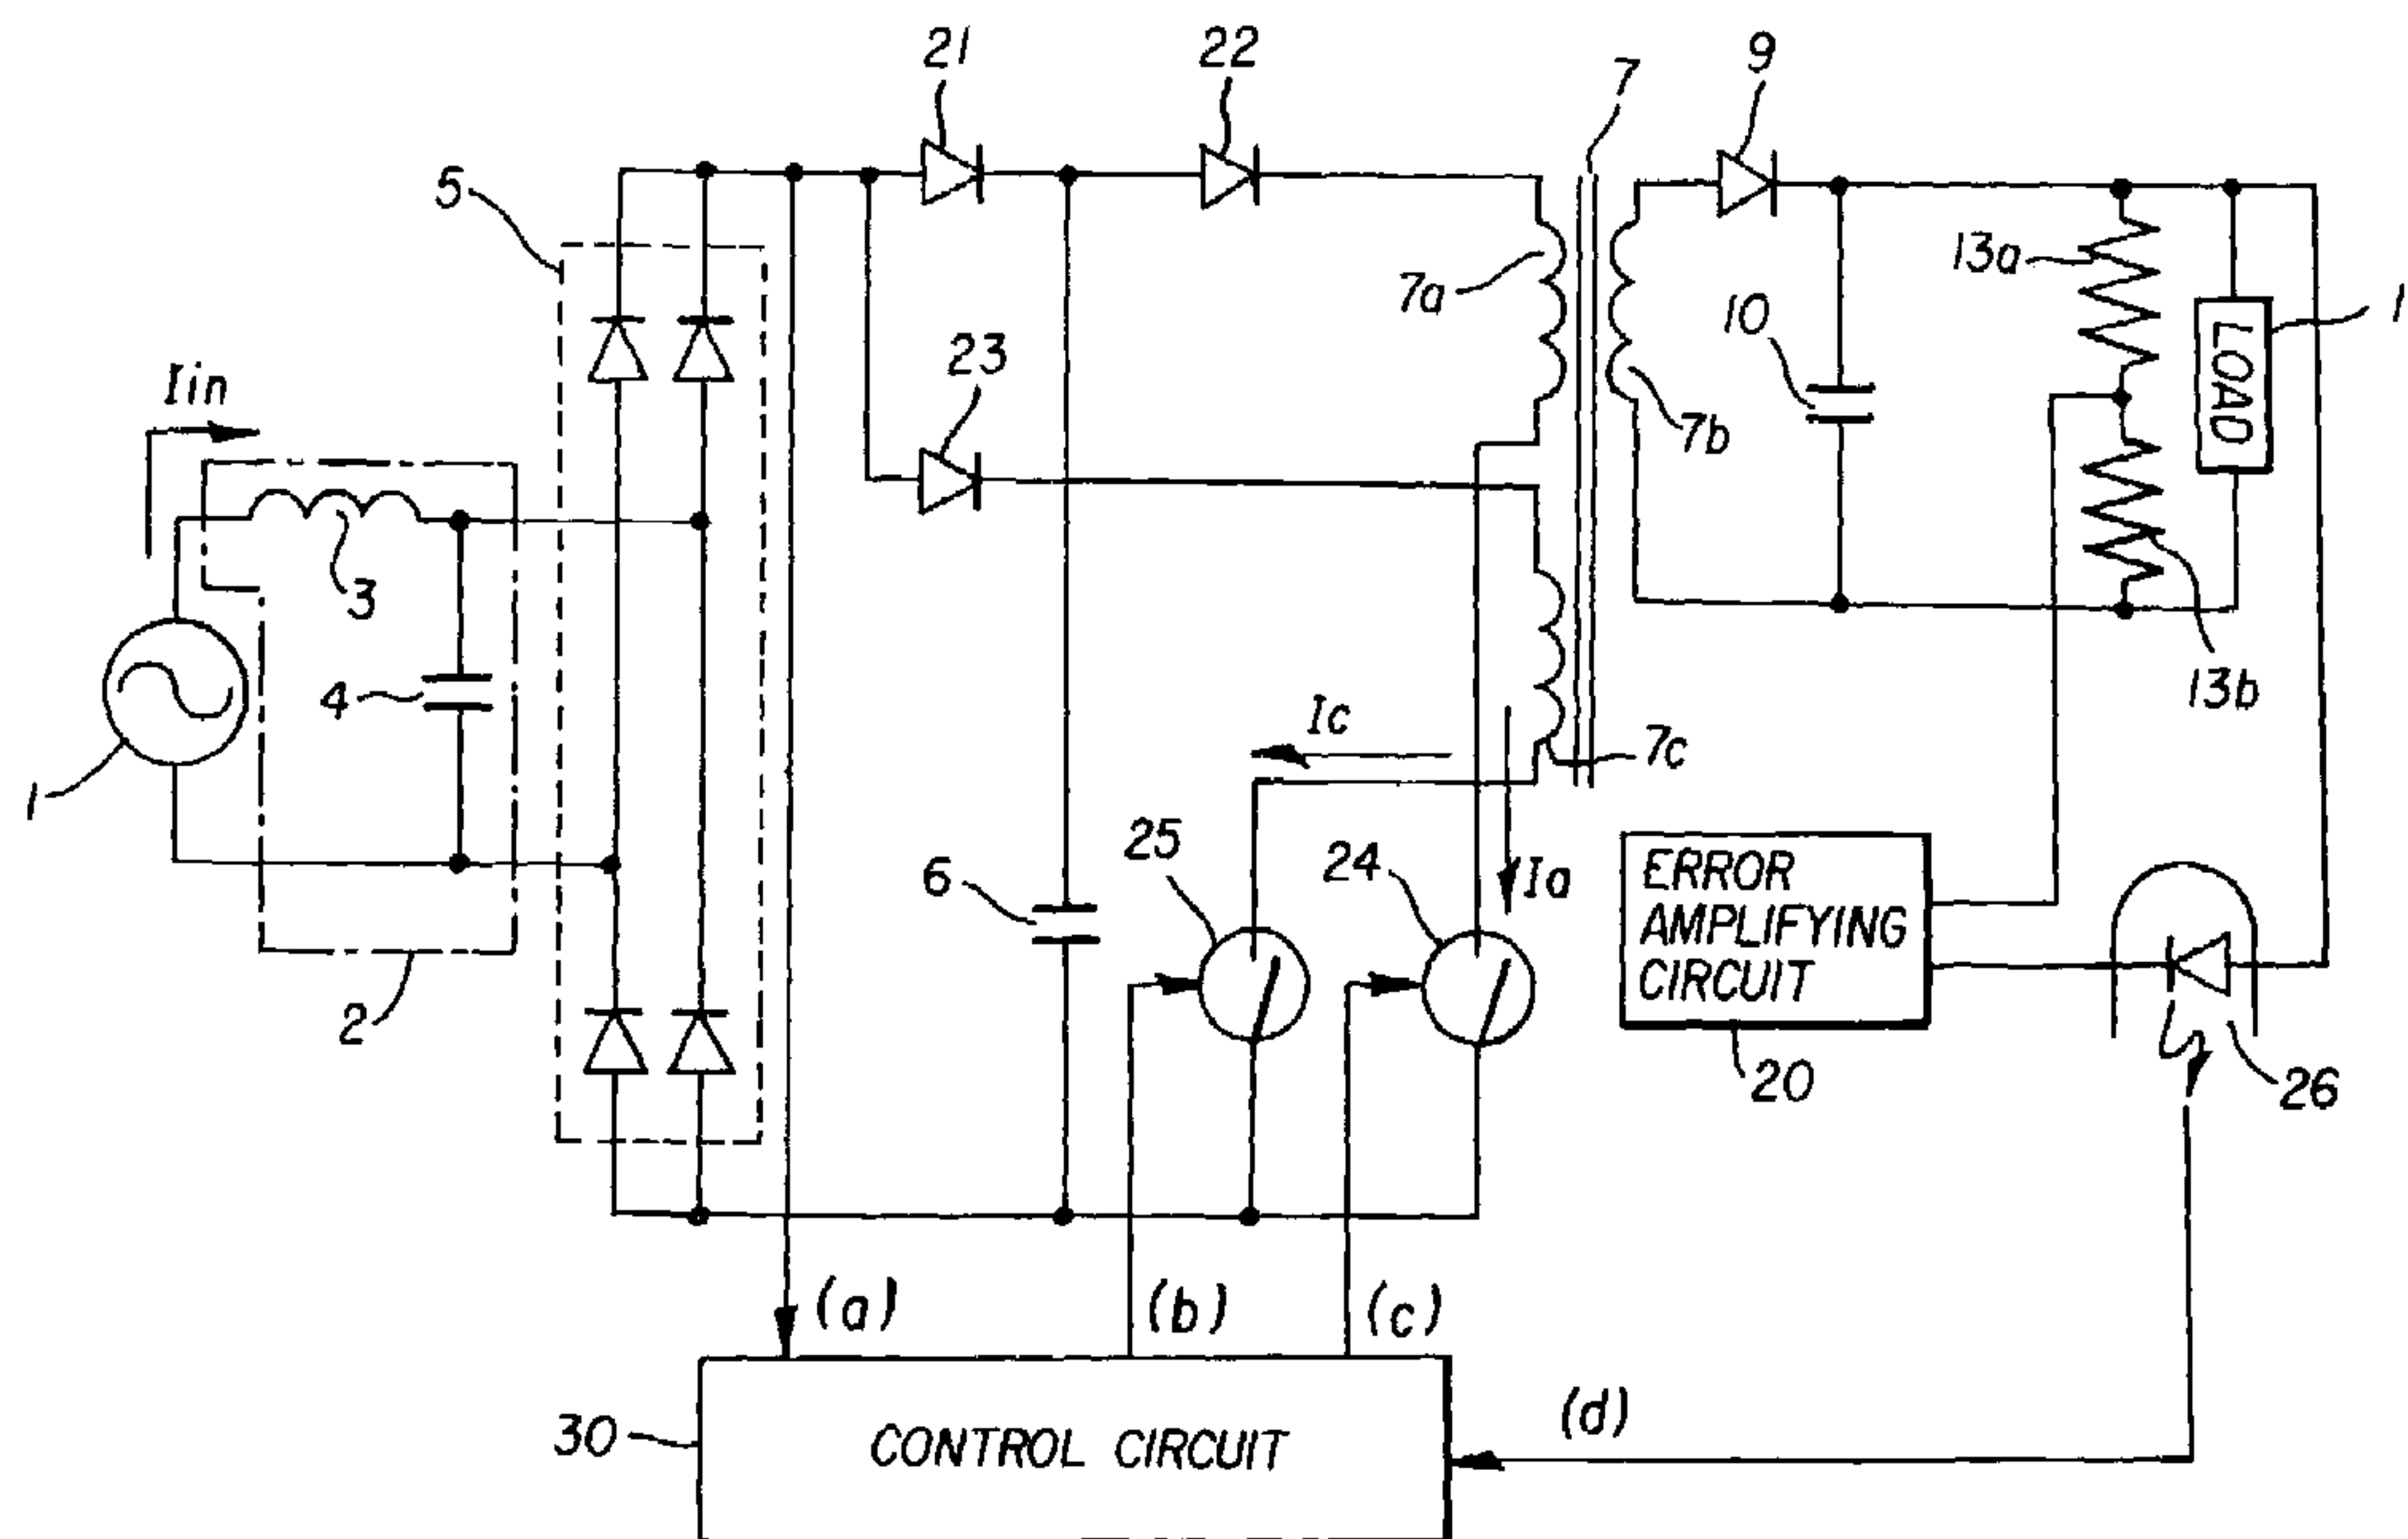 21
22
7
9
5
13a
7a
10
1
LOAD
23
Iin
7b
3
Ic
7c
13b
4
1
25
24
6
Ia
ERROR
AMPLIFYING
CIRCUIT
2
20
26
(a)
(b)
(c)
(d)
30
CONTROL CIRCUIT